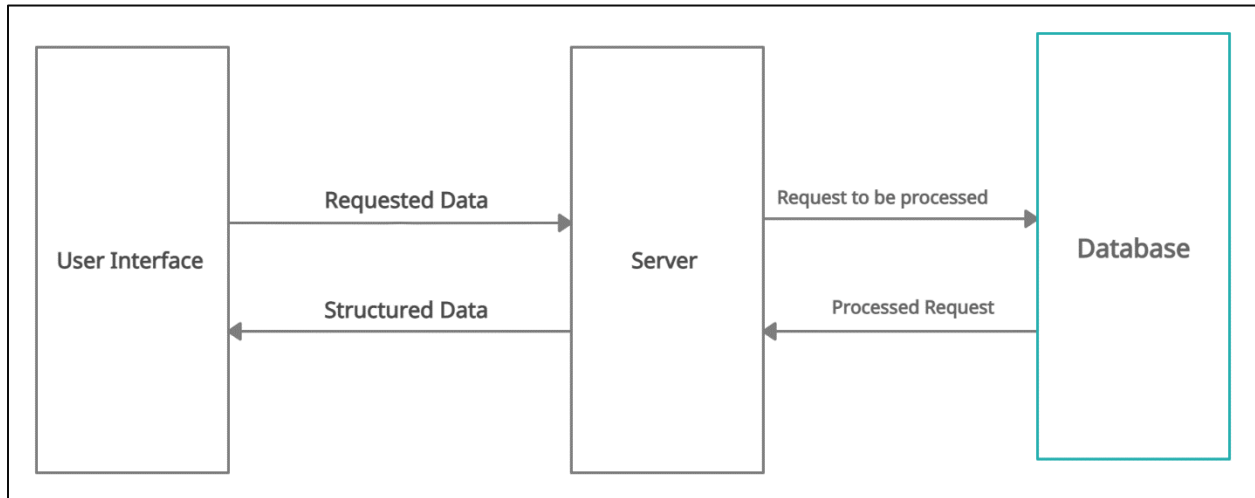 Requested Data
Request to be processed
User Interface
Server
Database
Structured Data
Processed Request